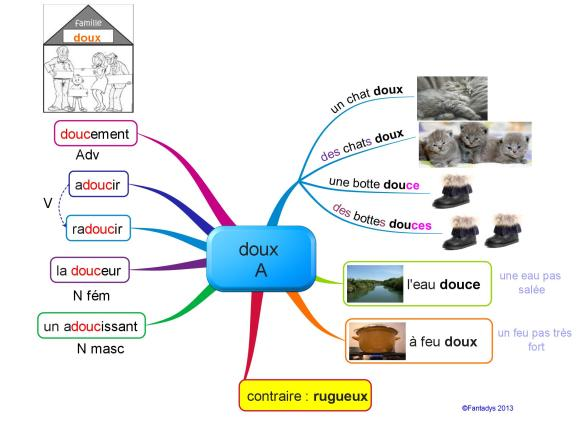 Famille
doux
doucement
Adv
adoucir
V
radoucir
la douceur
N fém
un adoucissant
N masc
doux
A
un chat doux
des chats doux
une botte douce
des bottes douces
l'eau douce
une eau pas
salée
à feu doux
un feu pas très
fort
contraire : rugueux
©Fantadys 2013